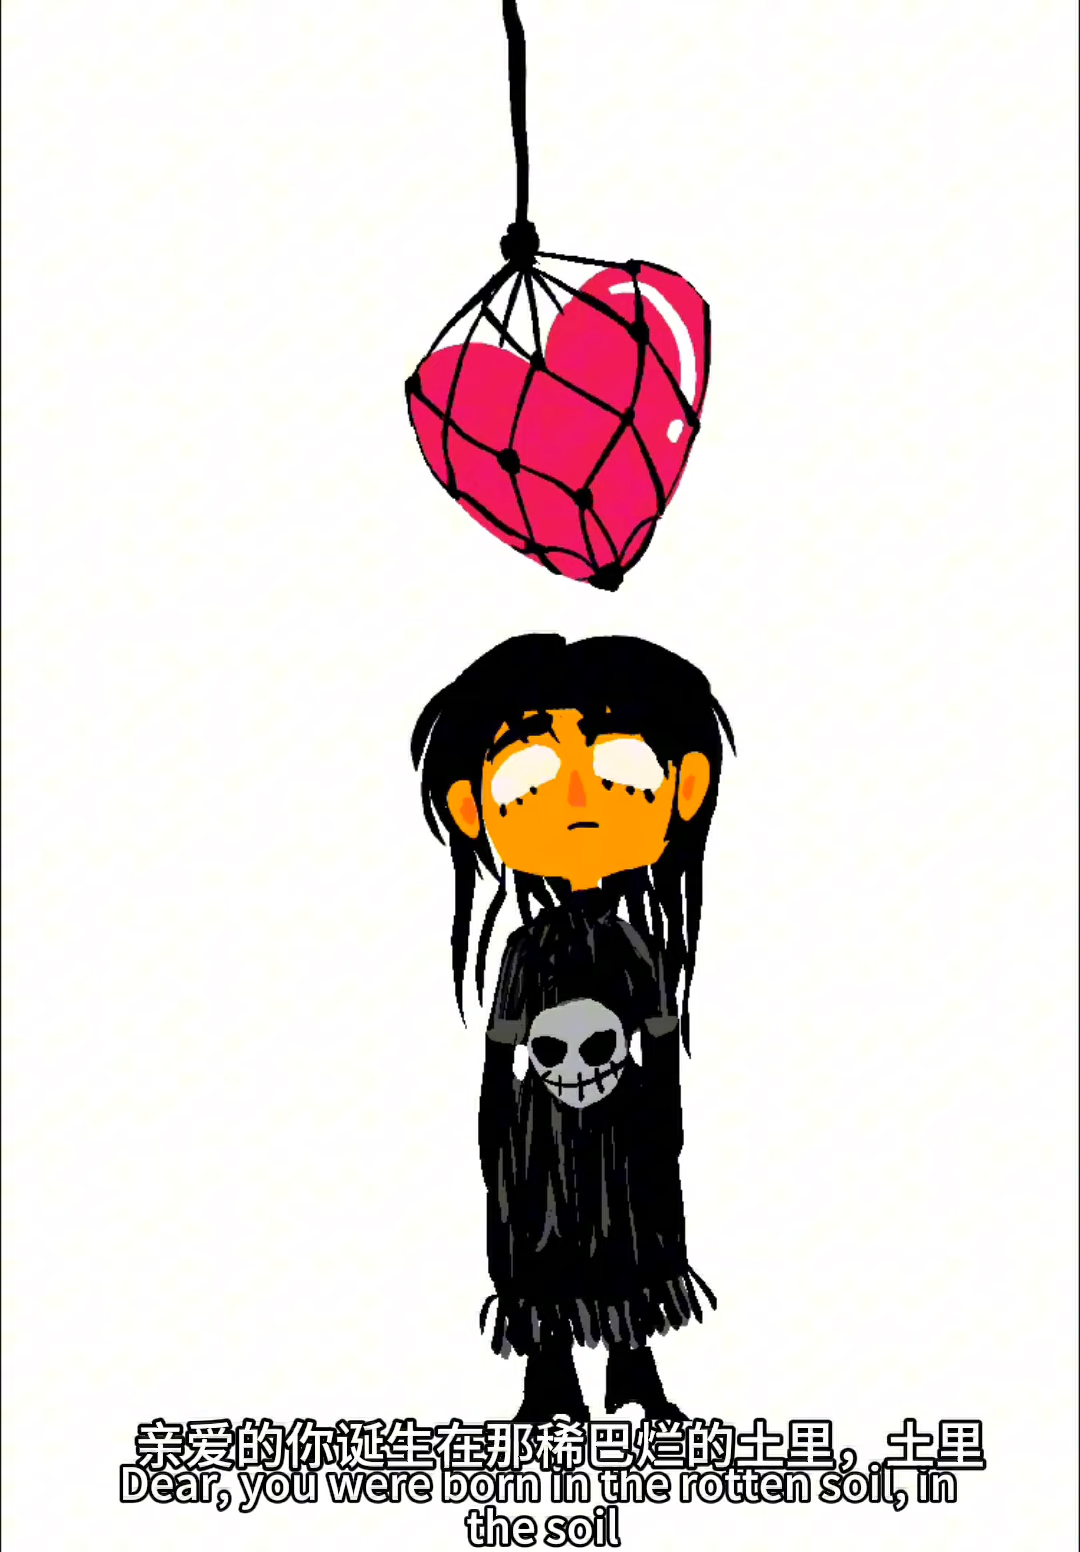 亲爱的你诞生在那稀巴烂的土里，土里
Dear, you were born in the rotten soil, in
the soil